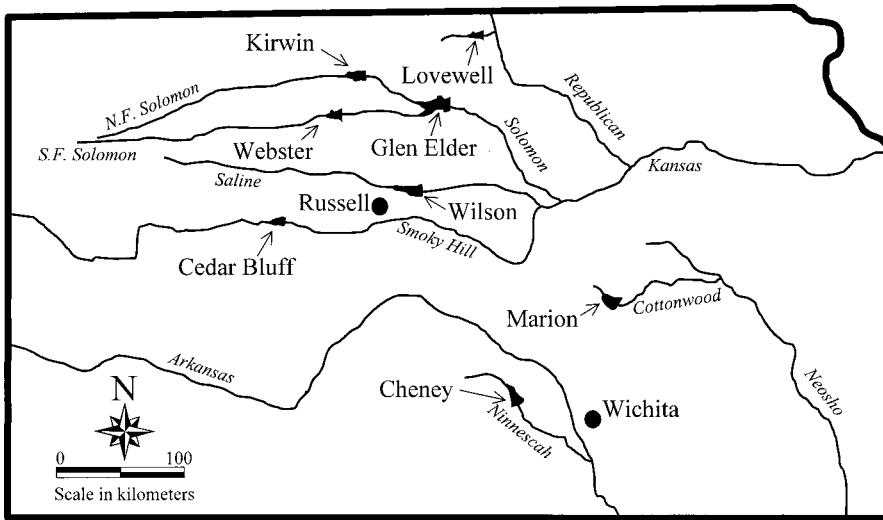 Kirwin
Lovewell
N.F. Solomon
Republican
S.F. Solomon
Webster
Glen Elder
Solomon
Kansas
Saline
Russell
Wilson
Smoky Hill
Cedar Bluff
Marion
Cottonwood
Arkansas
N
Cheney
Wichita
Neosho
Ninnescah
0 100
Scale in kilometers